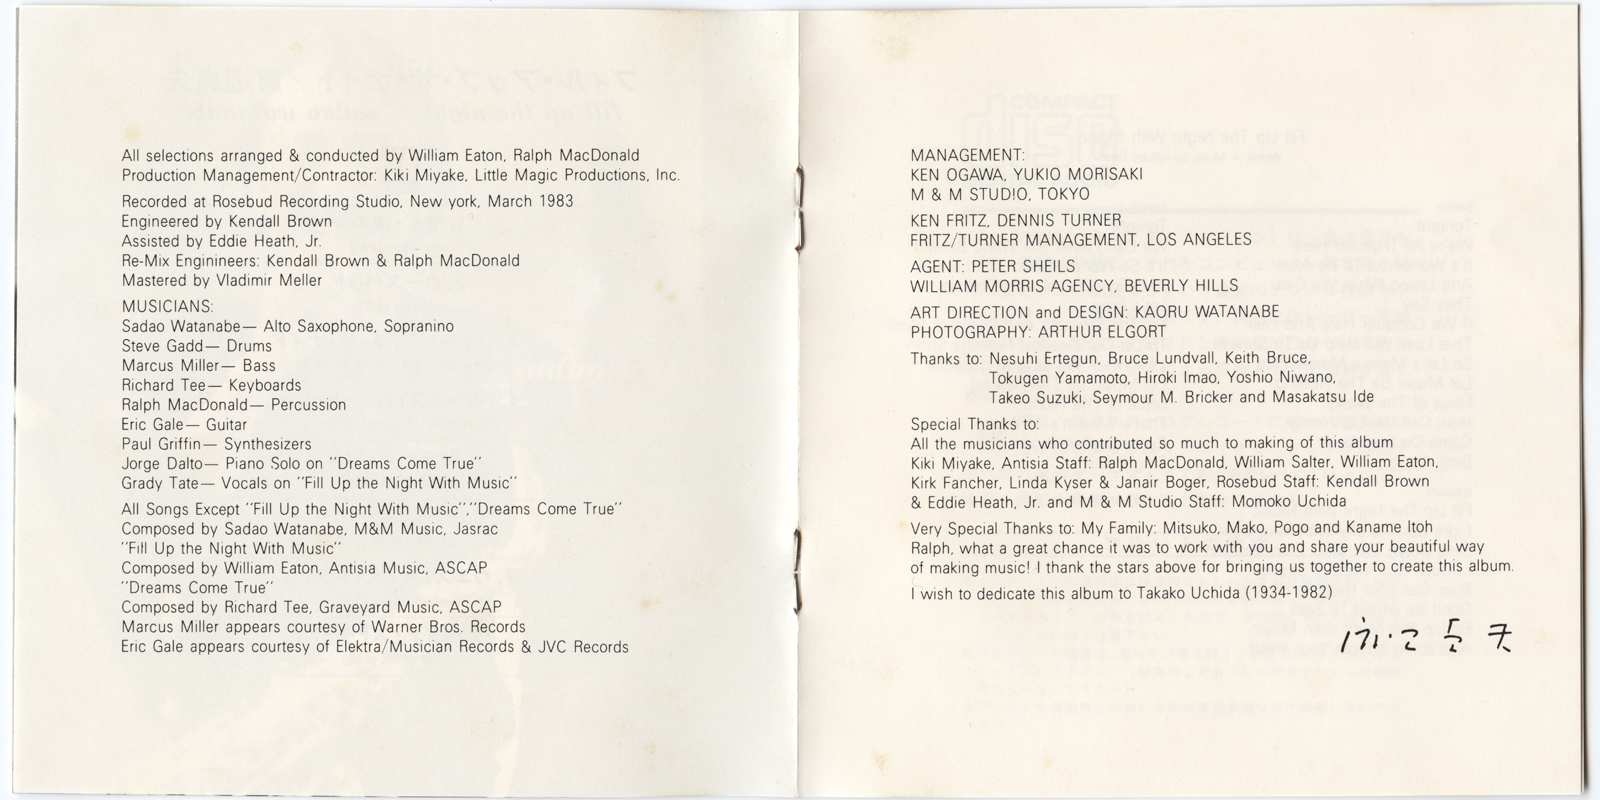 All selections arranged & conducted by William Eaton, Ralph MacDonald
Production Management/Contractor: Kiki Miyake, Little Magic Productions, Inc.
Recorded at Rosebud Recording Studio, New york, March 1983
Engineered by Kendall Brown
Assisted by Eddie Heath, Jr.
Re-Mix Enginineers: Kendall Brown & Ralph MacDonald
Mastered by Vladimir Meller
MUSICIANS:
Sadao Watanabe— Alto Saxophone, Sopranino
Steve Gadd— Drums
Marcus Miller— Bass
Richard Tee— Keyboards
Ralph MacDonald— Percussion
Eric Gale— Guitar
Paul Griffin— Synthesizers
Jorge Dalto— Piano Solo on "Dreams Come True"
Grady Tate— Vocals on "Fill Up the Night With Music"
All Songs Except "Fill Up the Night With Music","Dreams Come True"
Composed by Sadao Watanabe, M&M Music, Jasrac
"Fill Up the Night With Music"
Composed by William Eaton, Antisia Music, ASCAP
"Dreams Come True"
Composed by Richard Tee, Graveyard Music, ASCAP
Marcus Miller appears courtesy of Warner Bros. Records
Eric Gale appears courtesy of Elektra/Musician Records & JVC Records
MANAGEMENT:
KEN OGAWA, YUKIO MORISAKI
M & M STUDIO, TOKYO
KEN FRITZ, DENNIS TURNER
FRITZ/TURNER MANAGEMENT, LOS ANGELES
AGENT: PETER SHEILS
WILLIAM MORRIS AGENCY, BEVERLY HILLS
ART DIRECTION and DESIGN: KAORU WATANABE
PHOTOGRAPHY: ARTHUR ELGORT
Thanks to: Nesuhi Ertegun, Bruce Lundvall, Keith Bruce,
Tokugen Yamamoto, Hiroki Imao, Yoshio Niwano,
Takeo Suzuki, Seymour M. Bricker and Masakatsu Ide
Special Thanks to:
All the musicians who contributed so much to making of this album
Kiki Miyake, Antisia Staff: Ralph MacDonald, William Salter, William Eaton,
Kirk Fancher, Linda Kyser & Janair Boger, Rosebud Staff: Kendall Brown
& Eddie Heath, Jr. and M & M Studio Staff: Momoko Uchida
Very Special Thanks to: My Family: Mitsuko, Mako, Pogo and Kaname Itoh
Ralph, what a great chance it was to work with you and share your beautiful way
of making music! I thank the stars above for bringing us together to create this album.
I wish to dedicate this album to Takako Uchida (1934-1982)